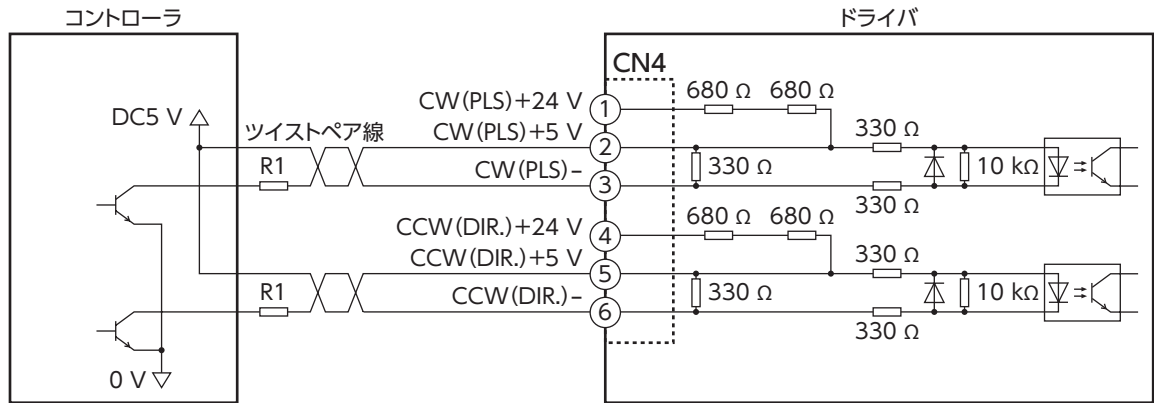 コントローラ
ドライバ
CN4
CW(PLS)+24 V
1
680 Ω
680 Ω
DC5 V
ツイストペア線
CW(PLS)+5 V
2
330 Ω
R1
CW(PLS)−
3
330 Ω
10 kΩ
330 Ω
CCW(DIR.)+24 V
4
680 Ω
680 Ω
CCW(DIR.)+5 V
5
330 Ω
R1
CCW(DIR.)−
6
330 Ω
10 kΩ
330 Ω
0 V